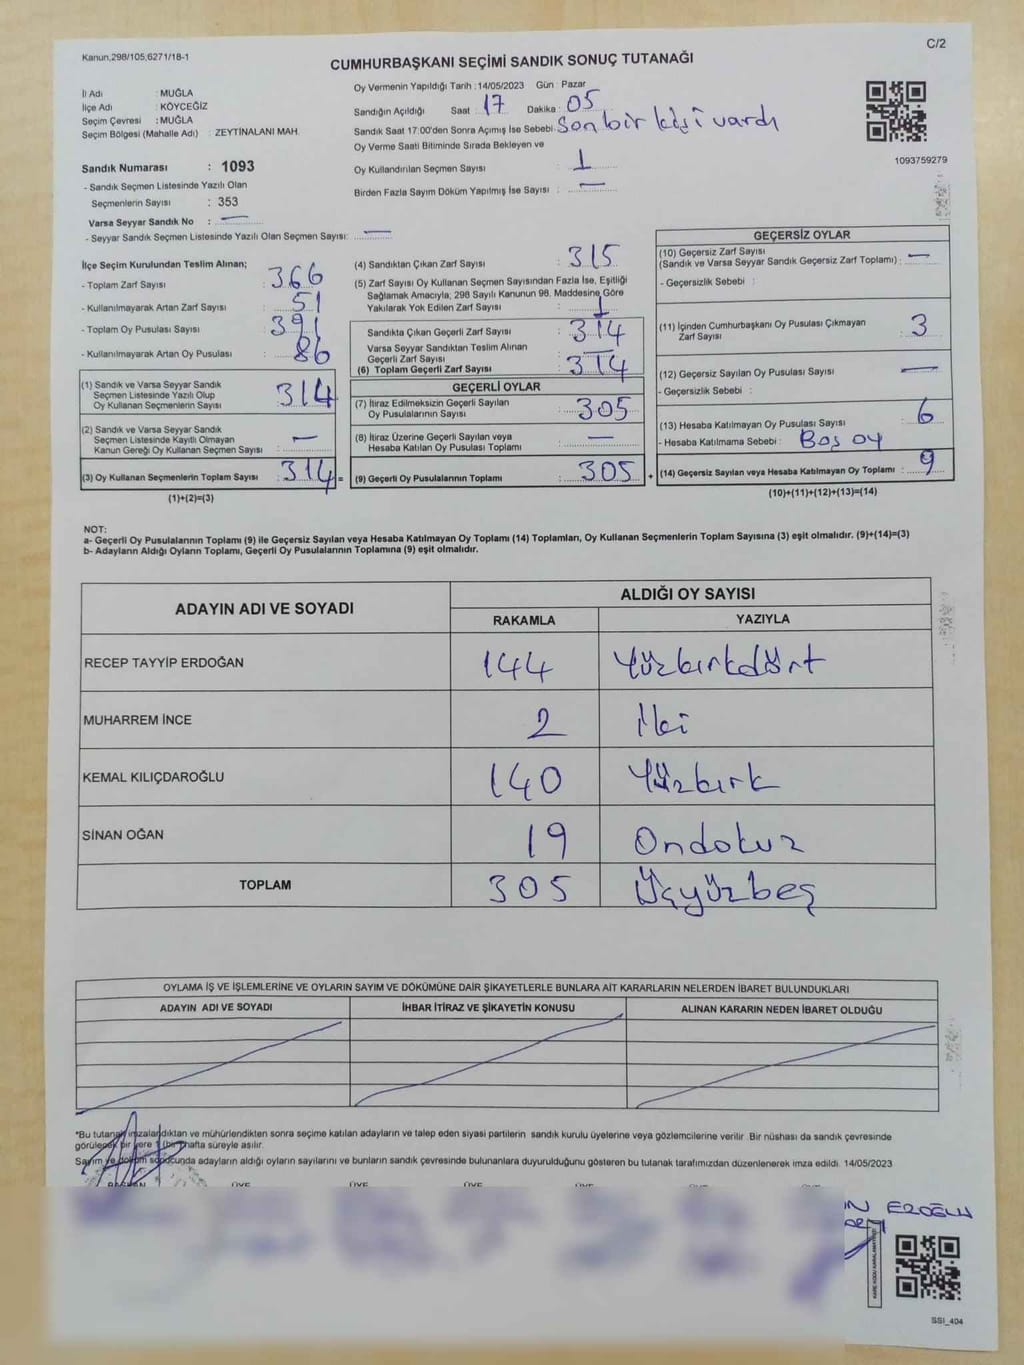 Kanun,298/105,6271/18-1
C/2
CUMHURBAŞKANI SEÇİMİ SANDIK SONUÇ TUTANAĞI
İl Adı : MUĞLA
İlçe Adı : KÖYCEĞİZ
Seçim Çevresi : MUĞLA
Seçim Bölgesi (Mahalle Adı) : ZEYTİNALANI MAH.
Sandık Numarası : 1093
- Sandık Seçmen Listesinde Yazılı Olan
Seçmenlerin Sayısı : 353
Varsa Seyyar Sandık No : —
- Seyyar Sandık Seçmen Listesinde Yazılı Olan Seçmen Sayısı: —
Oy Vermenin Yapıldığı Tarih :14/05/2023 Gün : Pazar
Sandığın Açıldığı Saat : 17 Dakika : 05
Sandık Saat 17:00'den Sonra Açımış İse Sebebi: Son bir kişi vardı
Oy Verme Saati Bitiminde Sırada Bekleyen ve
Oy Kullandırılan Seçmen Sayısı : 1
Birden Fazla Sayım Döküm Yapılmış İse Sayısı : —
1093759279
İlçe Seçim Kurulundan Teslim Alınan;
- Toplam Zarf Sayısı : 366
- Kullanılmayarak Artan Zarf Sayısı : 51
- Toplam Oy Pusulası Sayısı : 391
- Kullanılmayarak Artan Oy Pusulası : 86
(1) Sandık ve Varsa Seyyar Sandık
Seçmen Listesinde Yazılı Olup
Oy Kullanan Seçmenlerin Sayısı : 314
(2) Sandık ve Varsa Seyyar Sandık
Seçmen Listesinde Kayıtlı Olmayan
Kanun Gereği Oy Kullanan Seçmen Sayısı : —
(3) Oy Kullanan Seçmenlerin Toplam Sayısı : 314 =
(1)+(2)=(3)
(4) Sandıktan Çıkan Zarf Sayısı : 315
(5) Zarf Sayısı Oy Kullanan Seçmen Sayısından Fazla İse, Eşitliği
Sağlamak Amacıyla; 298 Sayılı Kanunun 98. Maddesine Göre
Yakılarak Yok Edilen Zarf Sayısı : 1
Sandıkta Çıkan Geçerli Zarf Sayısı : 314
Varsa Seyyar Sandıktan Teslim Alınan
Geçerli Zarf Sayısı :
(6) Toplam Geçerli Zarf Sayısı : 314
GEÇERLİ OYLAR
(7) İtiraz Edilmeksizin Geçerli Sayılan
Oy Pusulalarının Sayısı : 305
(8) İtiraz Üzerine Geçerli Sayılan veya
Hesaba Katılan Oy Pusulası Toplamı : —
(9) Geçerli Oy Pusulalarının Toplamı : 305 +
GEÇERSİZ OYLAR
(10) Geçersiz Zarf Sayısı
(Sandık ve Varsa Seyyar Sandık Geçersiz Zarf Toplamı) : —
- Geçersizlik Sebebi :
(11) İçinden Cumhurbaşkanı Oy Pusulası Çıkmayan
Zarf Sayısı : 3
(12) Geçersiz Sayılan Oy Pusulası Sayısı : —
- Geçersizlik Sebebi :
(13) Hesaba Katılmayan Oy Pusulası Sayısı : 6
- Hesaba Katılmama Sebebi : Boş oy
(14) Geçersiz Sayılan veya Hesaba Katılmayan Oy Toplamı : 9
(10)+(11)+(12)+(13)=(14)
NOT:
a- Geçerli Oy Pusulalarının Toplamı (9) ile Geçersiz Sayılan veya Hesaba Katılmayan Oy Toplamı (14) Toplamları, Oy Kullanan Seçmenlerin Toplam Sayısına (3) eşit olmalıdır. (9)+(14)=(3)
b- Adayların Aldığı Oyların Toplamı, Geçerli Oy Pusulalarının Toplamına (9) eşit olmalıdır.
ADAYIN ADI VE SOYADI ALDIĞI OY SAYISI
RAKAMLA YAZIYLA
RECEP TAYYİP ERDOĞAN 144 Yüzkırkdört
MUHARREM İNCE 2 İki
KEMAL KILIÇDAROĞLU 140 Yüzkırk
SİNAN OĞAN 19 Ondokuz
TOPLAM 305 Üçyüzbeş
OYLAMA İŞ VE İŞLEMLERİNE VE OYLARIN SAYIM VE DÖKÜMÜNE DAİR ŞİKAYETLERLE BUNLARA AİT KARARLARIN NELERDEN İBARET BULUNDUKLARI
ADAYIN ADI VE SOYADI İHBAR İTİRAZ VE ŞİKAYETİN KONUSU ALINAN KARARIN NEDEN İBARET OLDUĞU
*Bu tutanak imzalandıktan ve mühürlendikten sonra seçime katılan adayların ve talep eden siyasi partilerin sandık kurulu üyelerine veya gözlemcilerine verilir .Bir nüshası da sandık çevresinde
görülecek bir yere 1 (bir) hafta süreyle asılır.
Sayım ve döküm sonucunda adayların aldığı oyların sayılarını ve bunların sandık çevresinde bulunanlara duyurulduğunu gösteren bu tutanak tarafımızdan düzenlenerek imza edildi. 14/05/2023
BAŞKAN ÜYE ÜYE ÜYE ÜYE ÜYE
EROĞLU
SSI_404